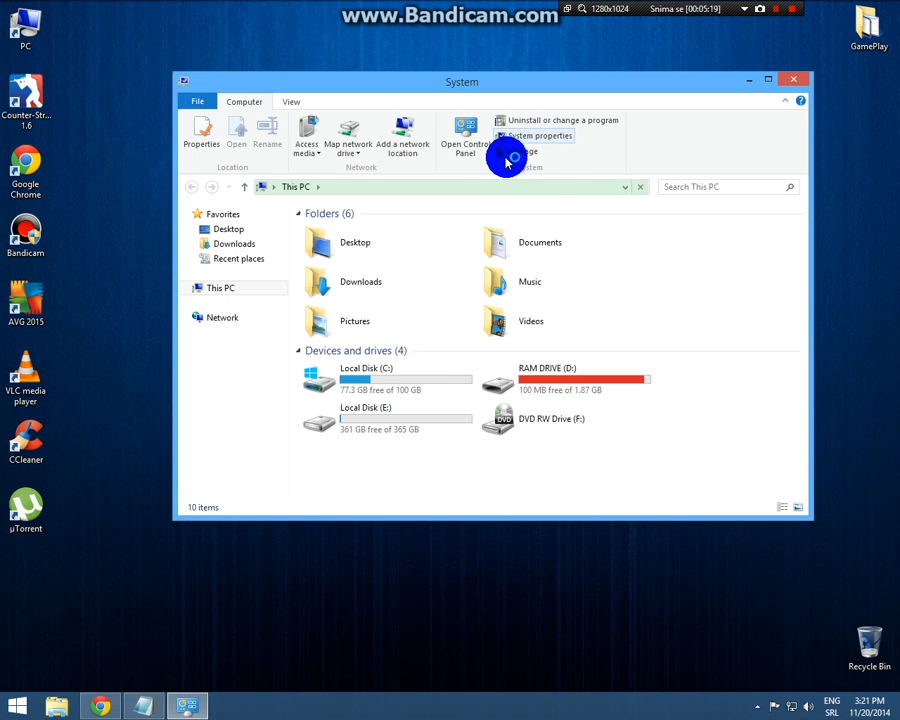 www.Bandicam.com
1280x1024
Snima se [00:05:19]
PC
Counter-Str...
1.6
Google
Chrome
Bandicam
AVG 2015
VLC media
player
CCleaner
µTorrent
GamePlay
Recycle Bin
System
File
Computer
View
Properties
Open
Rename
Location
Access
media
Map network
drive
Add a network
location
Network
Open Control
Panel
Uninstall or change a program
System properties
This PC
Search This PC
Favorites
Desktop
Downloads
Recent places
This PC
Network
Folders (6)
Desktop
Documents
Downloads
Music
Pictures
Videos
Devices and drives (4)
Local Disk (C:)
77.3 GB free of 100 GB
RAM DRIVE (D:)
100 MB free of 1.87 GB
Local Disk (E:)
361 GB free of 365 GB
DVD
DVD RW Drive (F:)
10 items
ENG
SRL
3:21 PM
11/20/2014